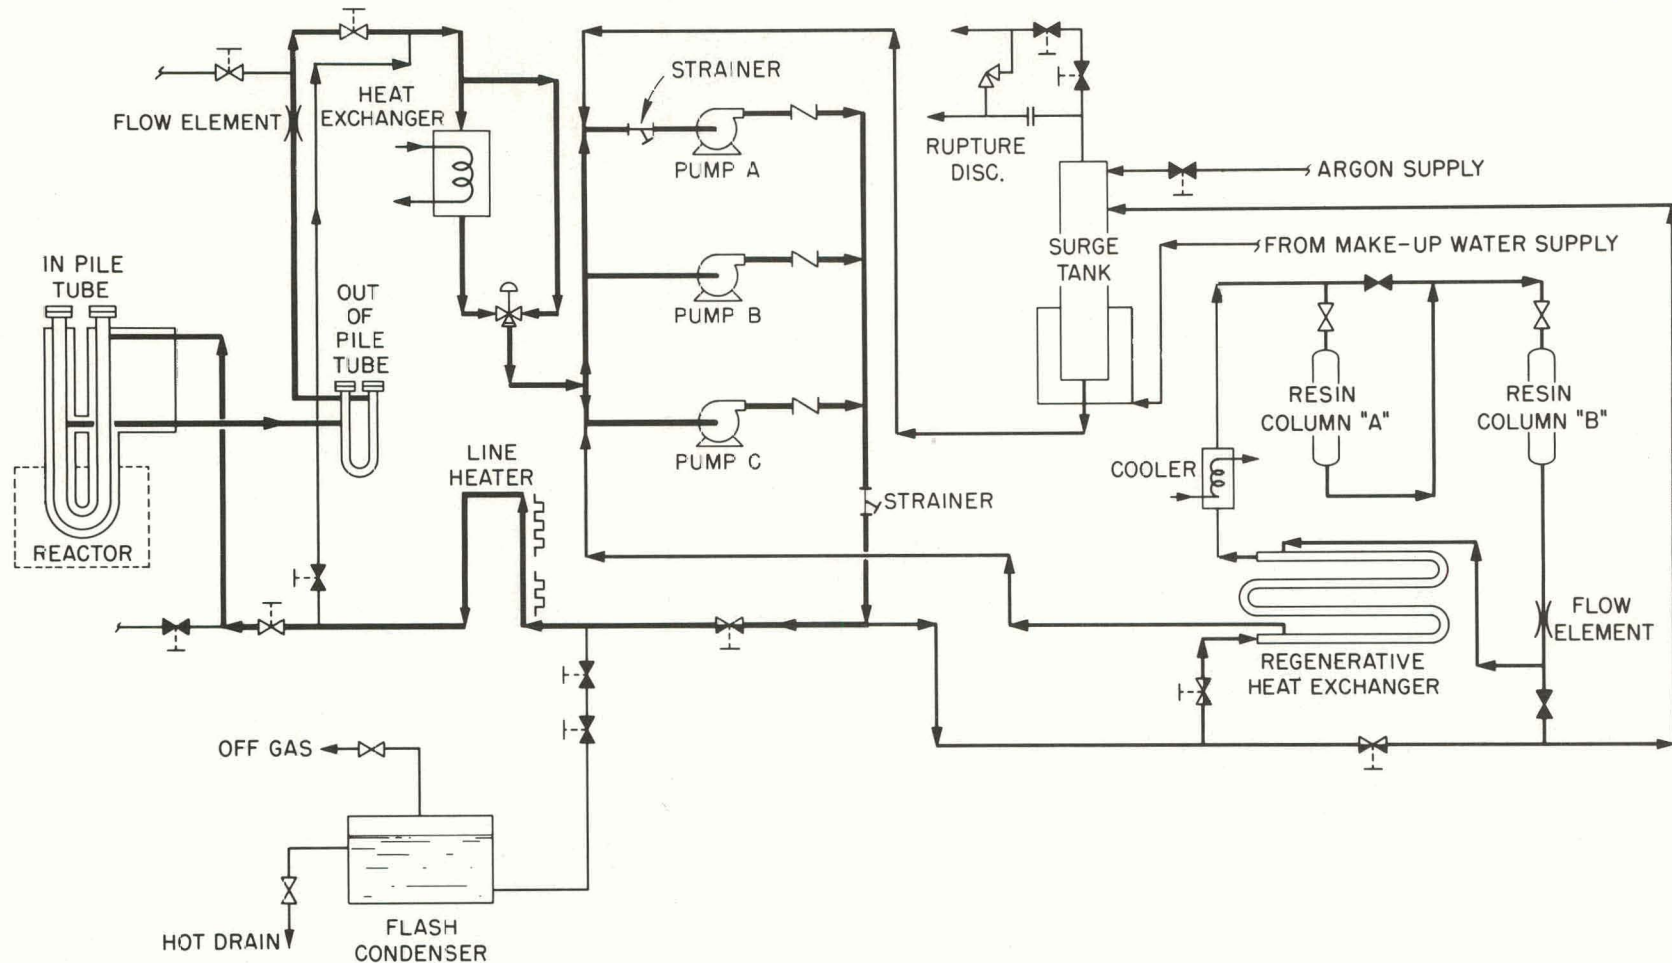 STRAINER
HEAT
EXCHANGER
FLOW ELEMENT
PUMP A
RUPTURE
DISC.
ARGON SUPPLY
SURGE
TANK
FROM MAKE-UP WATER SUPPLY
IN PILE
TUBE
OUT
OF
PILE
TUBE
PUMP B
RESIN
COLUMN "A"
RESIN
COLUMN "B"
LINE
HEATER
PUMP C
COOLER
STRAINER
REACTOR
FLOW
ELEMENT
REGENERATIVE
HEAT EXCHANGER
OFF GAS
HOT DRAIN
FLASH
CONDENSER